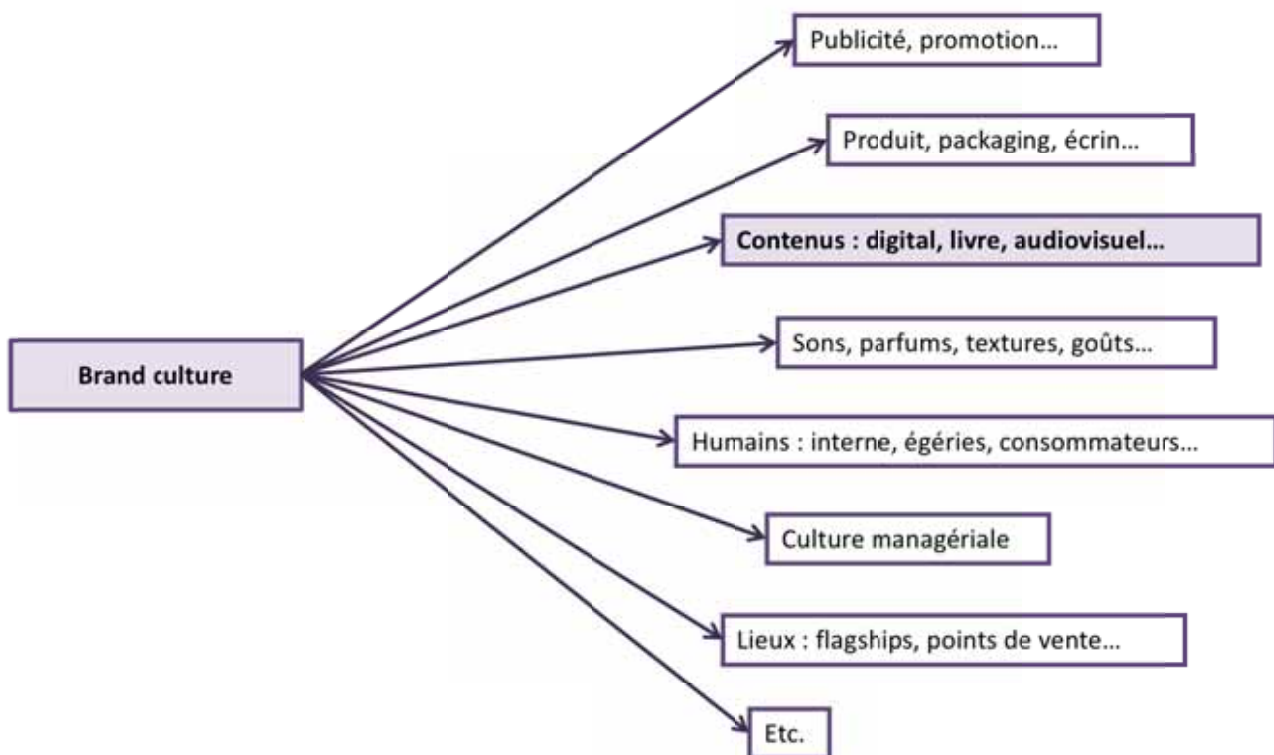 Publicité, promotion…
Produit, packaging, écrin…
Contenus : digital, livre, audiovisuel…
Sons, parfums, textures, goûts…
Brand culture
Humains : interne, égéries, consommateurs…
Culture managériale
Lieux : flagships, points de vente…
Etc.